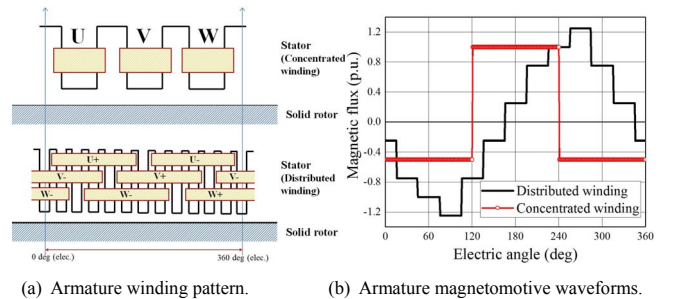 U V W
Stator
(Concentrated
winding)
Solid rotor
U+ U-
V- V+ V-
W- W- W+
Stator
(Distributed
winding)
Solid rotor
0 deg (elec.) 360 deg (elec.)
(a) Armature winding pattern.
Magnetic flux (p.u.)
1.2
0.8
0.4
0.0
-0.4
-0.8
-1.2
Distributed winding
Concentrated winding
0 60 120 180 240 300 360
Electric angle (deg)
(b) Armature magnetomotive waveforms.